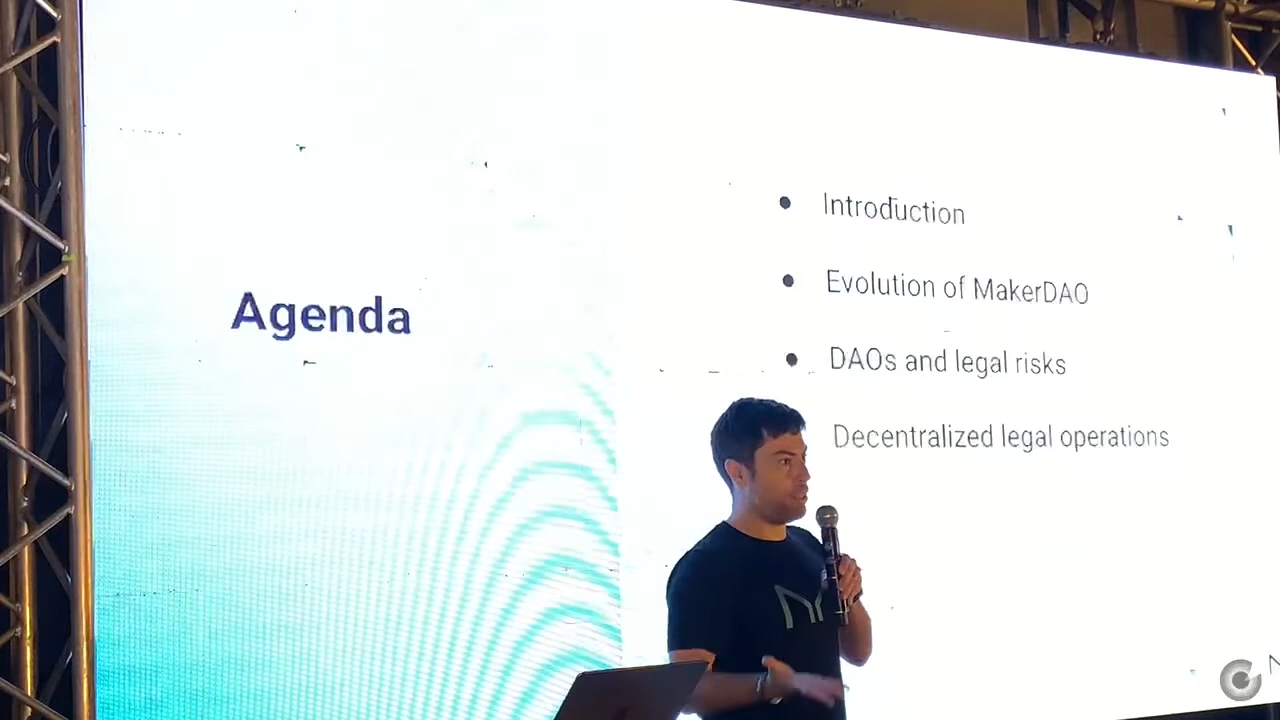 Agenda
Introduction
Evolution of MakerDAO
DAOs and legal risks
Decentralized legal operations